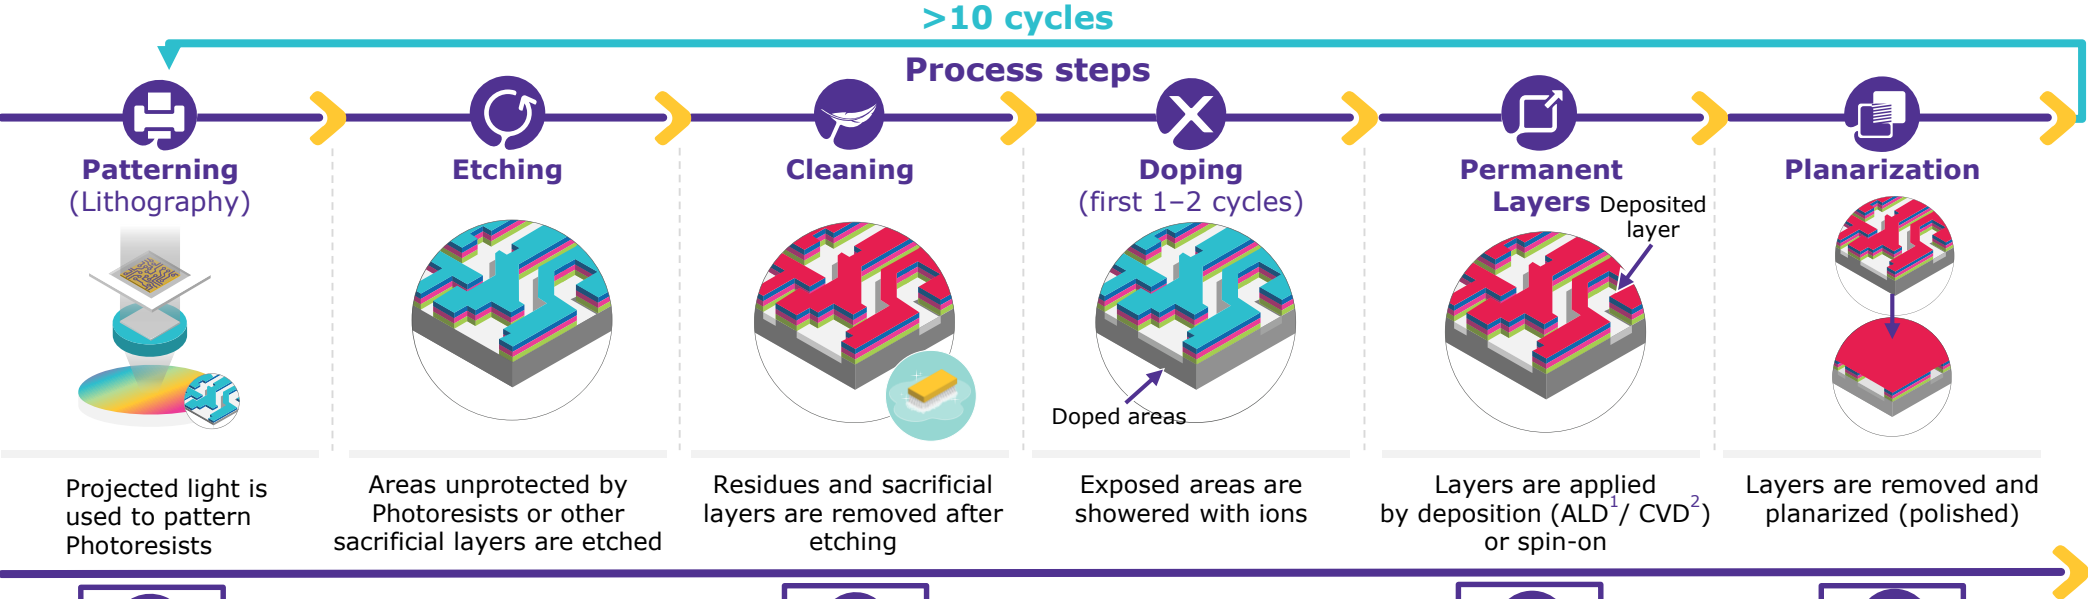 >10 cycles
Process steps
Patterning
(Lithography)
Etching
Cleaning
Doping
(first 1–2 cycles)
Permanent
Layers
Deposited
layer
Planarization
Doped areas
Projected light is
used to pattern
Photoresists
Areas unprotected by
Photoresists or other
sacrificial layers are etched
Residues and sacrificial
layers are removed after
etching
Exposed areas are
showered with ions
Layers are applied
by deposition (ALD¹/ CVD²)
or spin-on
Layers are removed and
planarized (polished)